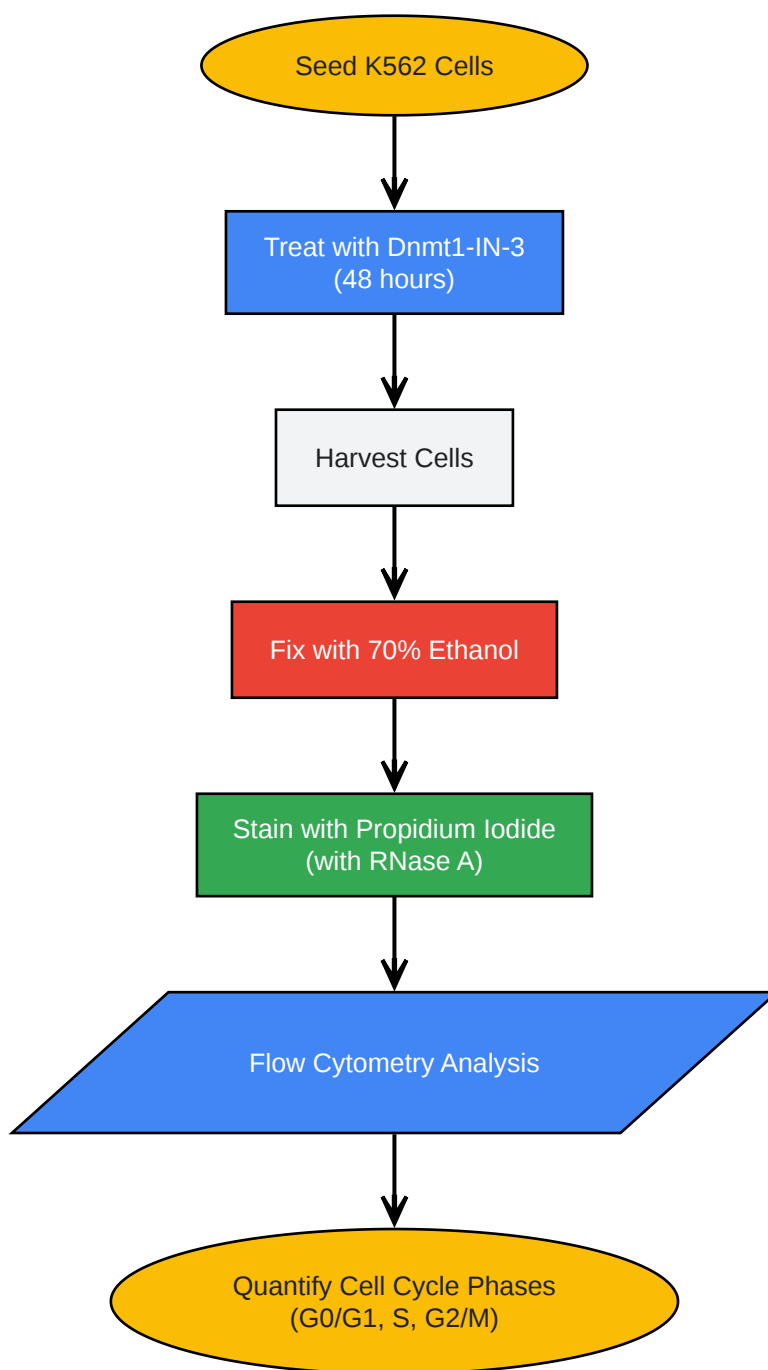 Seed K562 Cells
Treat with Dnmt1-IN-3
(48 hours)
Harvest Cells
Fix with 70% Ethanol
Stain with Propidium Iodide
(with RNase A)
Flow Cytometry Analysis
Quantify Cell Cycle Phases
(G0/G1, S, G2/M)